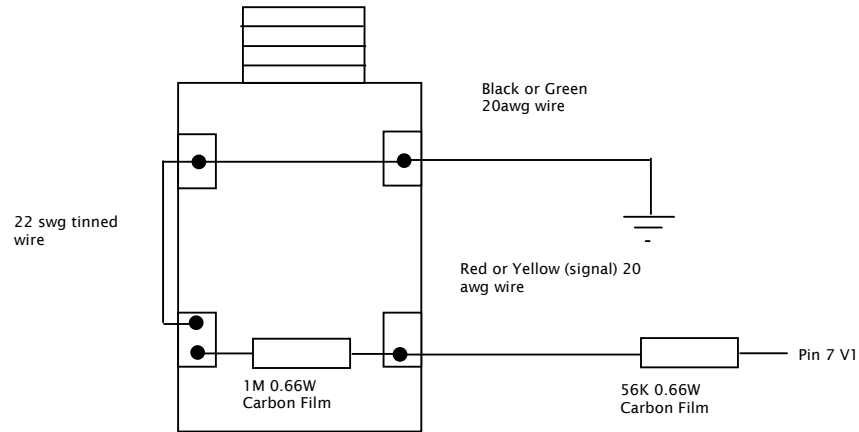 Black or Green
20awg wire
22 swg tinned
wire
Red or Yellow (signal) 20
awg wire
Pin 7 V1
1M 0.66W
Carbon Film
56K 0.66W
Carbon Film